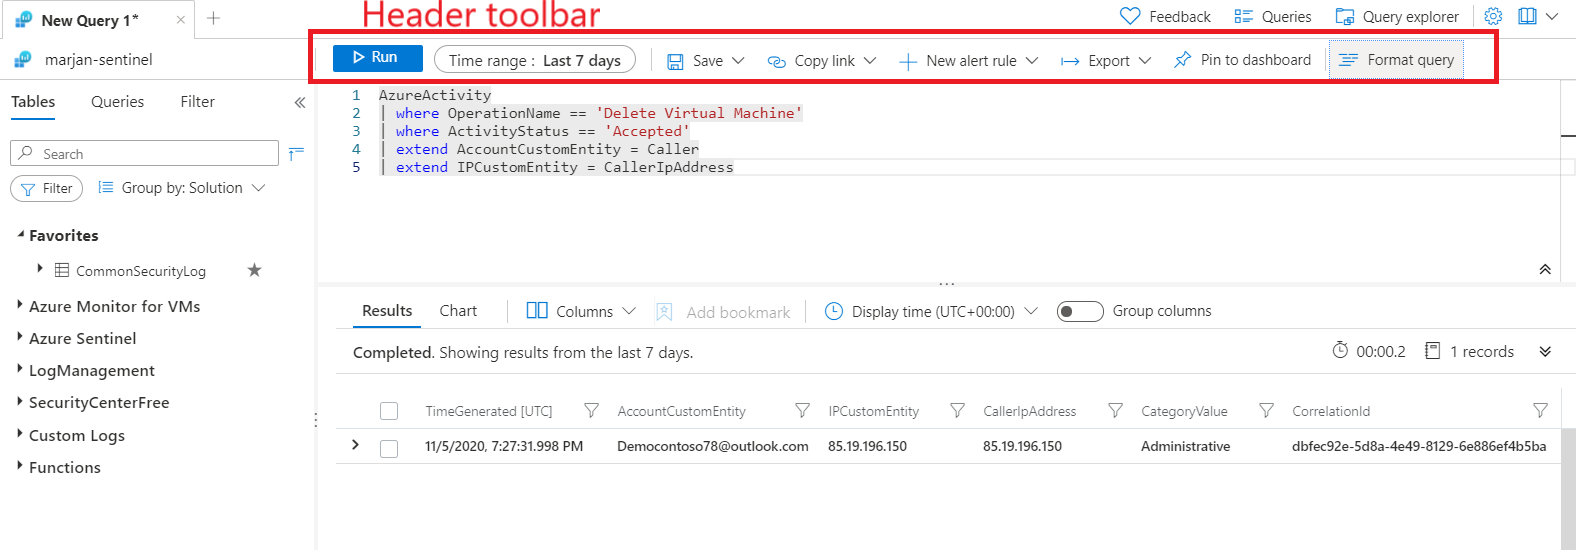 Header toolbar
New Query 1*
Feedback Queries Query explorer
marjan-sentinel
Run Time range : Last 7 days Save Copy link New alert rule Export Pin to dashboard Format query
Tables Queries Filter
Search
Filter Group by: Solution
Favorites
CommonSecurityLog
Azure Monitor for VMs
Azure Sentinel
LogManagement
SecurityCenterFree
Custom Logs
Functions
1 AzureActivity
2 | where OperationName == 'Delete Virtual Machine'
3 | where ActivityStatus == 'Accepted'
4 | extend AccountCustomEntity = Caller
5 | extend IPCustomEntity = CallerIpAddress
Results Chart Columns Add bookmark Display time (UTC+00:00) Group columns
Completed. Showing results from the last 7 days. 00:00.2 1 records
TimeGenerated [UTC] AccountCustomEntity IPCustomEntity CallerIpAddress CategoryValue CorrelationId
11/5/2020, 7:27:31.998 PM Democontoso78@outlook.com 85.19.196.150 85.19.196.150 Administrative dbfec92e-5d8a-4e49-8129-6e886ef4b5ba